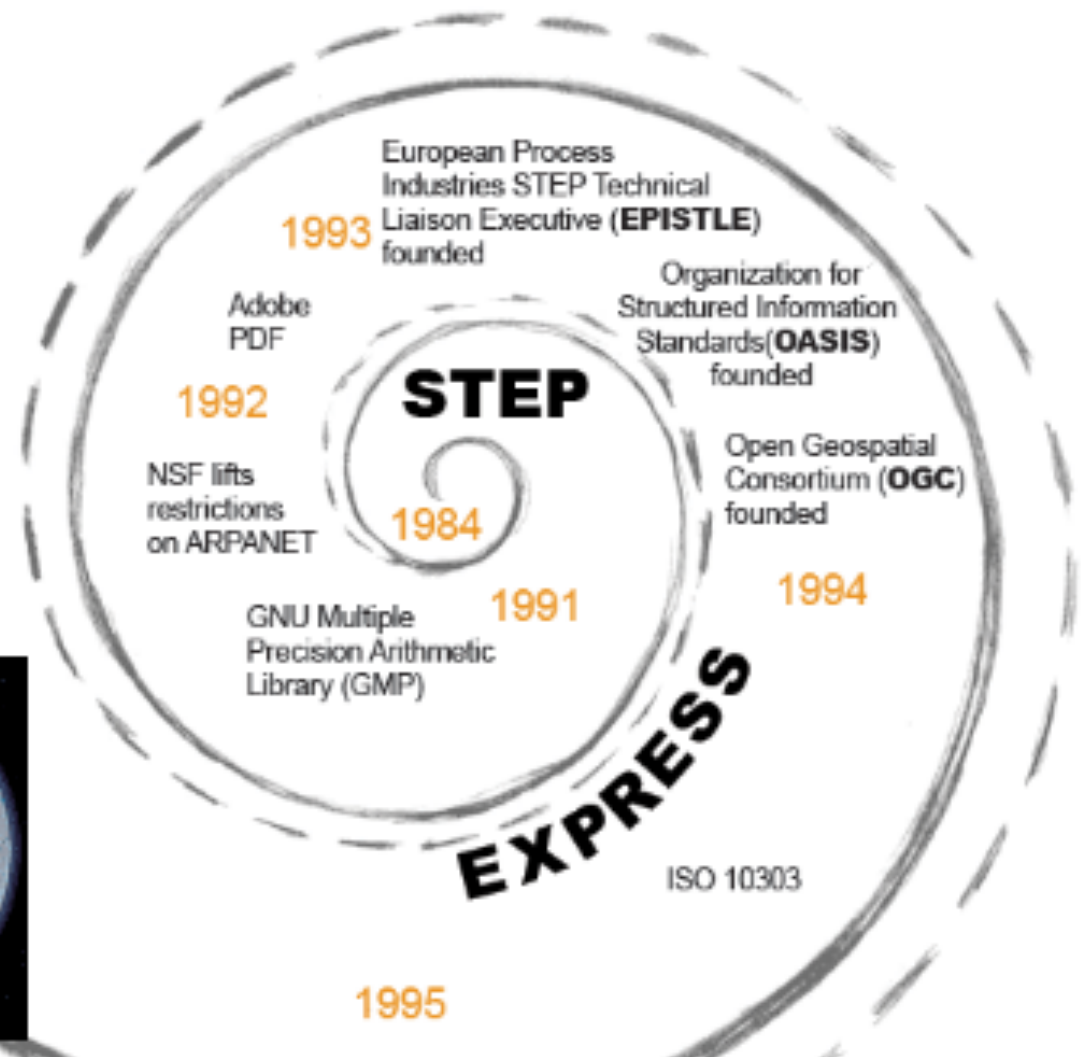 STEP
1984
1991
GNU Multiple
Precision Arithmetic
Library (GMP)
NSF lifts
restrictions
on ARPANET
1992
Adobe
PDF
1993
European Process
Industries STEP Technical
Liaison Executive (EPISTLE)
founded
Organization for
Structured Information
Standards(OASIS)
founded
Open Geospatial
Consortium (OGC)
founded
1994
EXPRESS
ISO 10303
1995